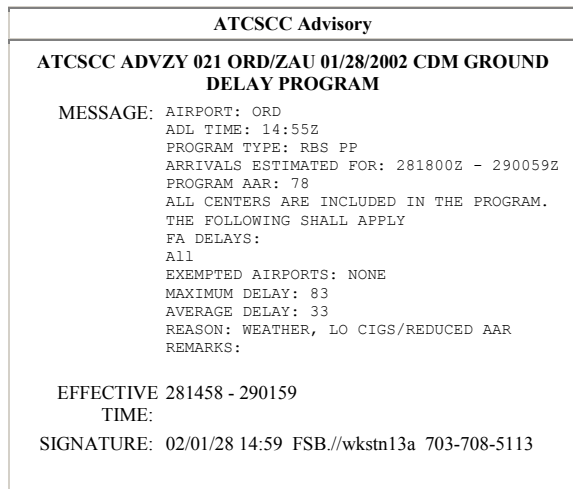 ATCSCC Advisory
ATCSCC ADVZY 021 ORD/ZAU 01/28/2002 CDM GROUND
DELAY PROGRAM
MESSAGE: AIRPORT: ORD
ADL TIME: 14:55Z
PROGRAM TYPE: RBS PP
ARRIVALS ESTIMATED FOR: 281800Z - 290059Z
PROGRAM AAR: 78
ALL CENTERS ARE INCLUDED IN THE PROGRAM.
THE FOLLOWING SHALL APPLY
FA DELAYS:
All
EXEMPTED AIRPORTS: NONE
MAXIMUM DELAY: 83
AVERAGE DELAY: 33
REASON: WEATHER, LO CIGS/REDUCED AAR
REMARKS:
EFFECTIVE 281458 - 290159
TIME:
SIGNATURE: 02/01/28 14:59 FSB.//wkstn13a 703-708-5113